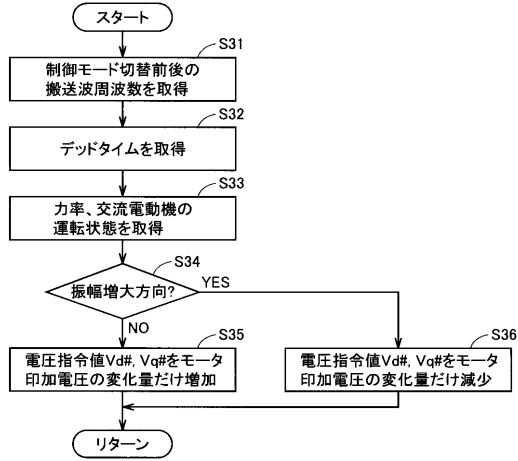 スタート
S31
制御モード切替前後の
搬送波周波数を取得
S32
デッドタイムを取得
S33
力率、交流電動機の
運転状態を取得
S34
振幅増大方向?
YES
NO
S35
電圧指令値Vd#, Vq#をモータ
印加電圧の変化量だけ増加
S36
電圧指令値Vd#, Vq#をモータ
印加電圧の変化量だけ減少
リターン